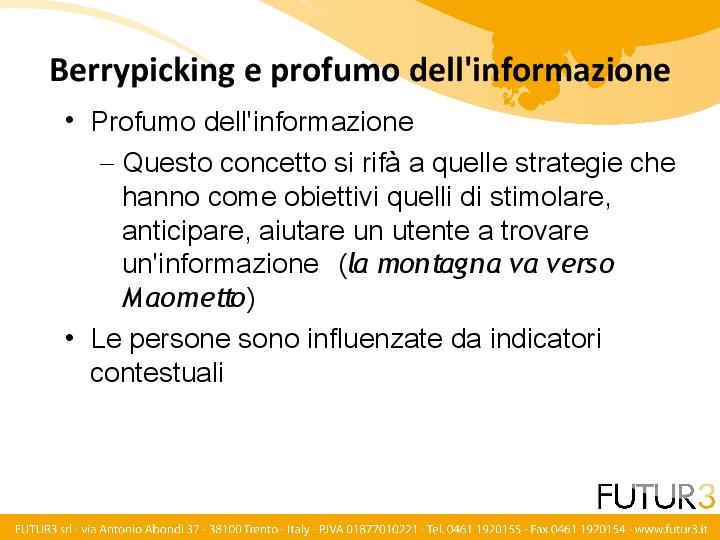 Berrypicking e profumo dell'informazione
• Profumo dell'informazione
– Questo concetto si rifà a quelle strategie che
hanno come obiettivi quelli di stimolare,
anticipare, aiutare un utente a trovare
un'informazione (la montagna va verso
Maometto)
• Le persone sono influenzate da indicatori
contestuali
FUTUR3
FUTUR3 srl - via Antonio Abondi 37 - 38100 Trento - Italy - P.IVA 01877010221 - Tel. 0461 1920155 - Fax 0461 1920154 - www.futur3.it